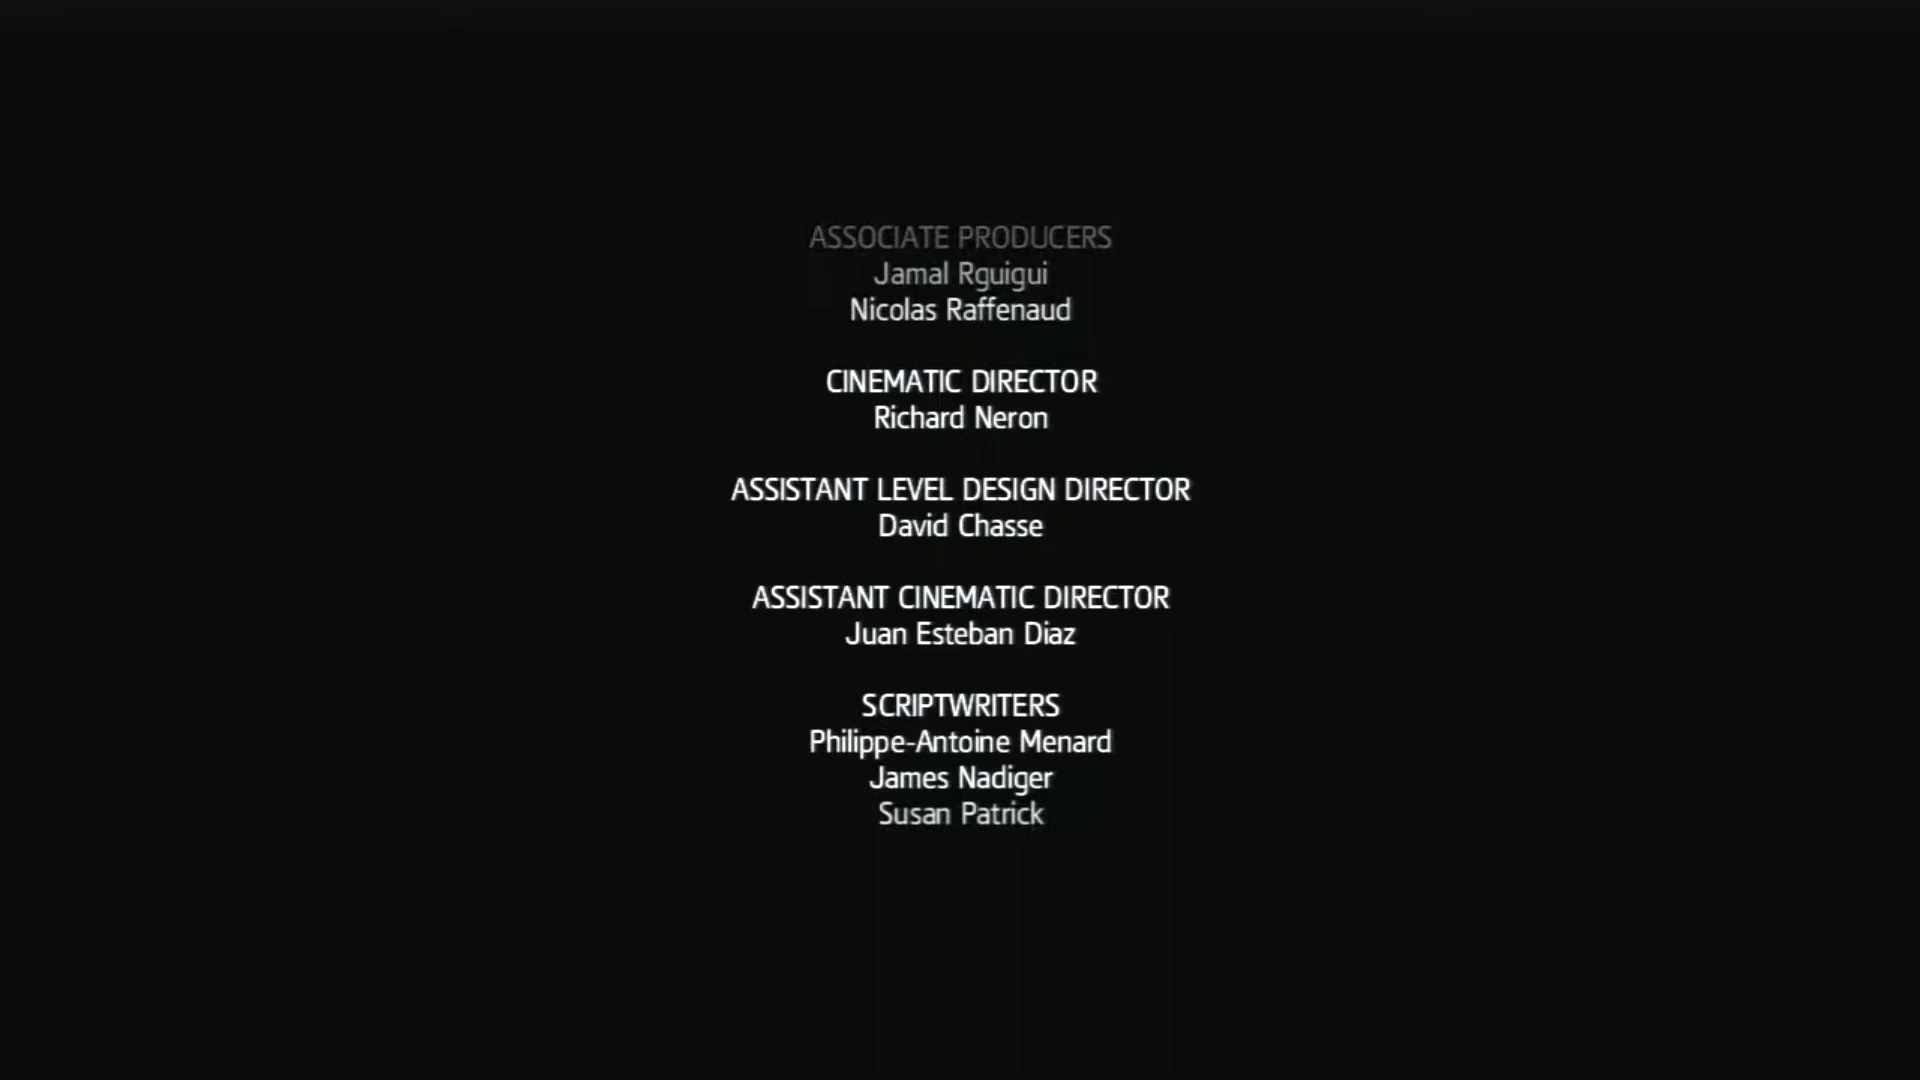 ASSOCIATE PRODUCERS
Jamal Rguigui
Nicolas Raffenaud
CINEMATIC DIRECTOR
Richard Neron
ASSISTANT LEVEL DESIGN DIRECTOR
David Chasse
ASSISTANT CINEMATIC DIRECTOR
Juan Esteban Diaz
SCRIPTWRITERS
Philippe-Antoine Menard
James Nadiger
Susan Patrick